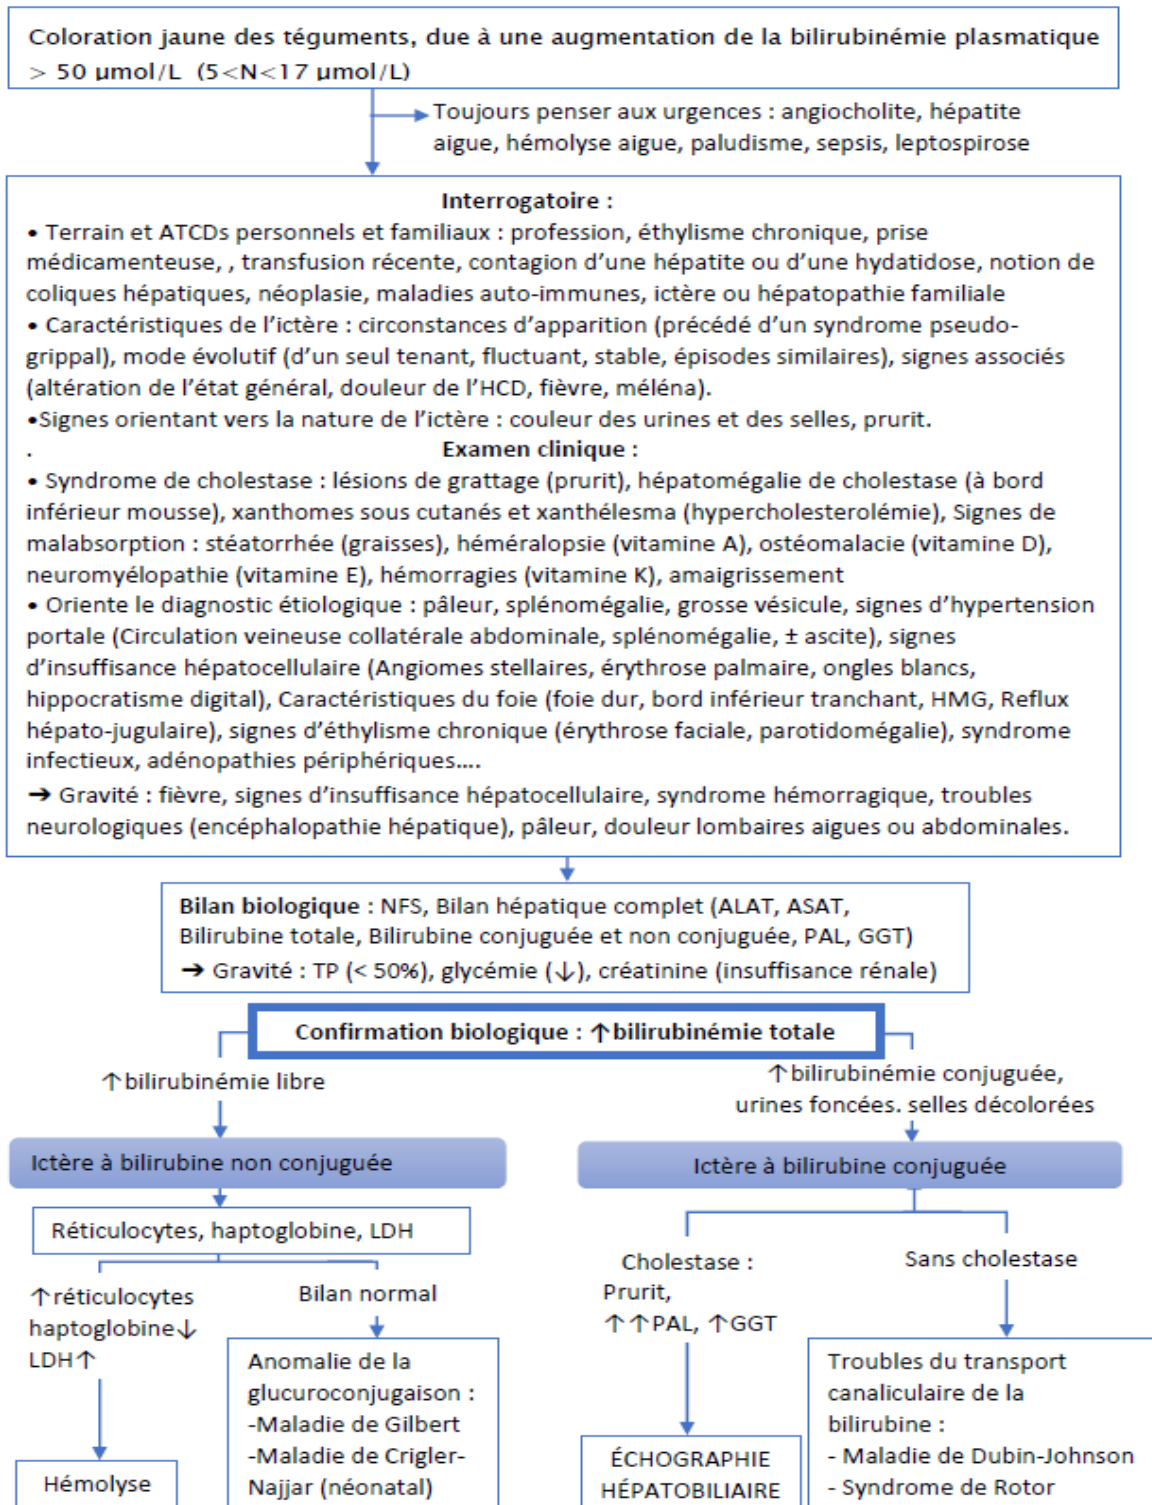 Coloration jaune des téguments, due à une augmentation de la bilirubinémie plasmatique
> 50 µmol/L (5<N<17 µmol/L)
Toujours penser aux urgences : angiocholite, hépatite
aigue, hémolyse aigue, paludisme, sepsis, leptospirose
Interrogatoire :
• Terrain et ATCDs personnels et familiaux : profession, éthylisme chronique, prise
médicamenteuse, , transfusion récente, contagion d’une hépatite ou d’une hydatidose, notion de
coliques hépatiques, néoplasie, maladies auto-immunes, ictère ou hépatopathie familiale
• Caractéristiques de l’ictère : circonstances d’apparition (précédé d’un syndrome pseudo-
grippal), mode évolutif (d’un seul tenant, fluctuant, stable, épisodes similaires), signes associés
(altération de l’état général, douleur de l’HCD, fièvre, méléna).
•Signes orientant vers la nature de l’ictère : couleur des urines et des selles, prurit.
.
Examen clinique :
• Syndrome de cholestase : lésions de grattage (prurit), hépatomégalie de cholestase (à bord
inférieur mousse), xanthomes sous cutanés et xanthélesma (hypercholesterolémie), Signes de
malabsorption : stéatorrhée (graisses), héméralopsie (vitamine A), ostéomalacie (vitamine D),
neuromyélopathie (vitamine E), hémorragies (vitamine K), amaigrissement
• Oriente le diagnostic étiologique : pâleur, splénomégalie, grosse vésicule, signes d’hypertension
portale (Circulation veineuse collatérale abdominale, splénomégalie, ± ascite), signes
d’insuffisance hépatocellulaire (Angiomes stellaires, érythrose palmaire, ongles blancs,
hippocratisme digital), Caractéristiques du foie (foie dur, bord inférieur tranchant, HMG, Reflux
hépato-jugulaire), signes d’éthylisme chronique (érythrose faciale, parotidomégalie), syndrome
infectieux, adénopathies périphériques....
➔ Gravité : fièvre, signes d’insuffisance hépatocellulaire, syndrome hémorragique, troubles
neurologiques (encéphalopathie hépatique), pâleur, douleur lombaires aigues ou abdominales.
Bilan biologique : NFS, Bilan hépatique complet (ALAT, ASAT,
Bilirubine totale, Bilirubine conjuguée et non conjuguée, PAL, GGT)
➔ Gravité : TP (< 50%), glycémie (↓), créatinine (insuffisance rénale)
Confirmation biologique : ↑bilirubinémie totale
↑bilirubinémie libre
Ictère à bilirubine non conjuguée
Réticulocytes, haptoglobine, LDH
↑réticulocytes
haptoglobine↓
LDH↑
Hémolyse
Bilan normal
Anomalie de la
glucuroconjugaison :
-Maladie de Gilbert
-Maladie de Crigler-
Najjar (néonatal)
↑bilirubinémie conjuguée,
urines foncées. selles décolorées
Ictère à bilirubine conjuguée
Cholestase :
Prurit,
↑↑PAL, ↑GGT
ÉCHOGRAPHIE
HÉPATOBILIAIRE
Sans cholestase
Troubles du transport
canaliculaire de la
bilirubine :
- Maladie de Dubin-Johnson
- Syndrome de Rotor